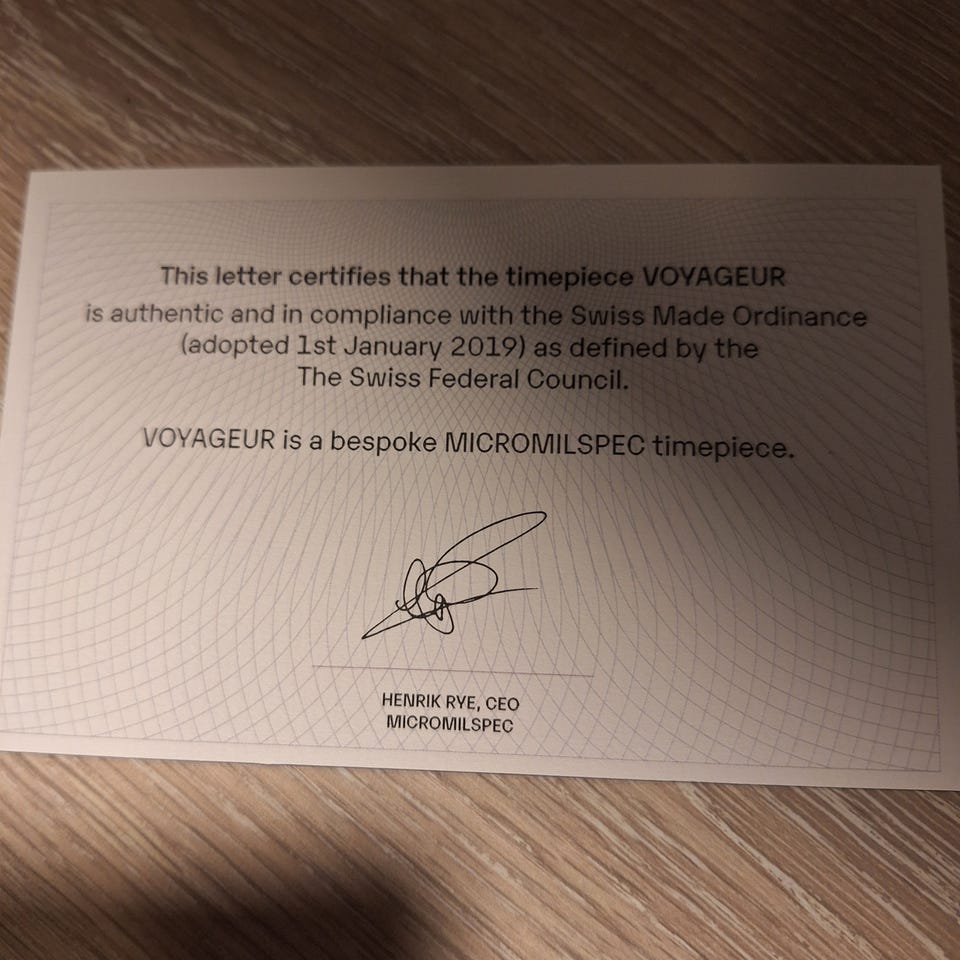 This letter certifies that the timepiece VOYAGEUR
is authentic and in compliance with the Swiss Made Ordinance
(adopted 1st January 2019) as defined by the
The Swiss Federal Council.
VOYAGEUR is a bespoke MICROMILSPEC timepiece.
HENRIK RYE, CEO
MICROMILSPEC